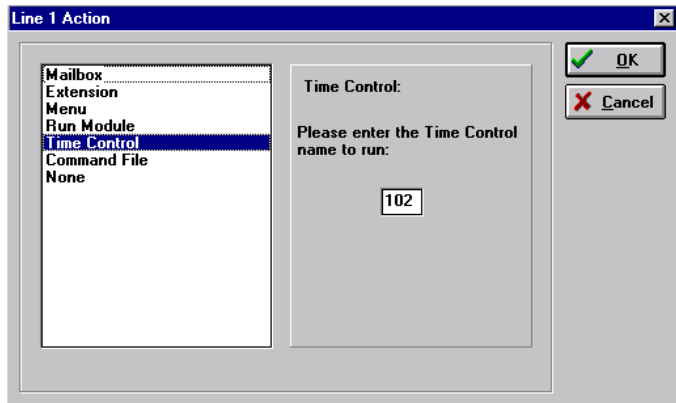 Line 1 Action
Mailbox
Extension
Menu
Run Module
Time Control
Command File
None
Time Control:
Please enter the Time Control
name to run:
102
OK
Cancel